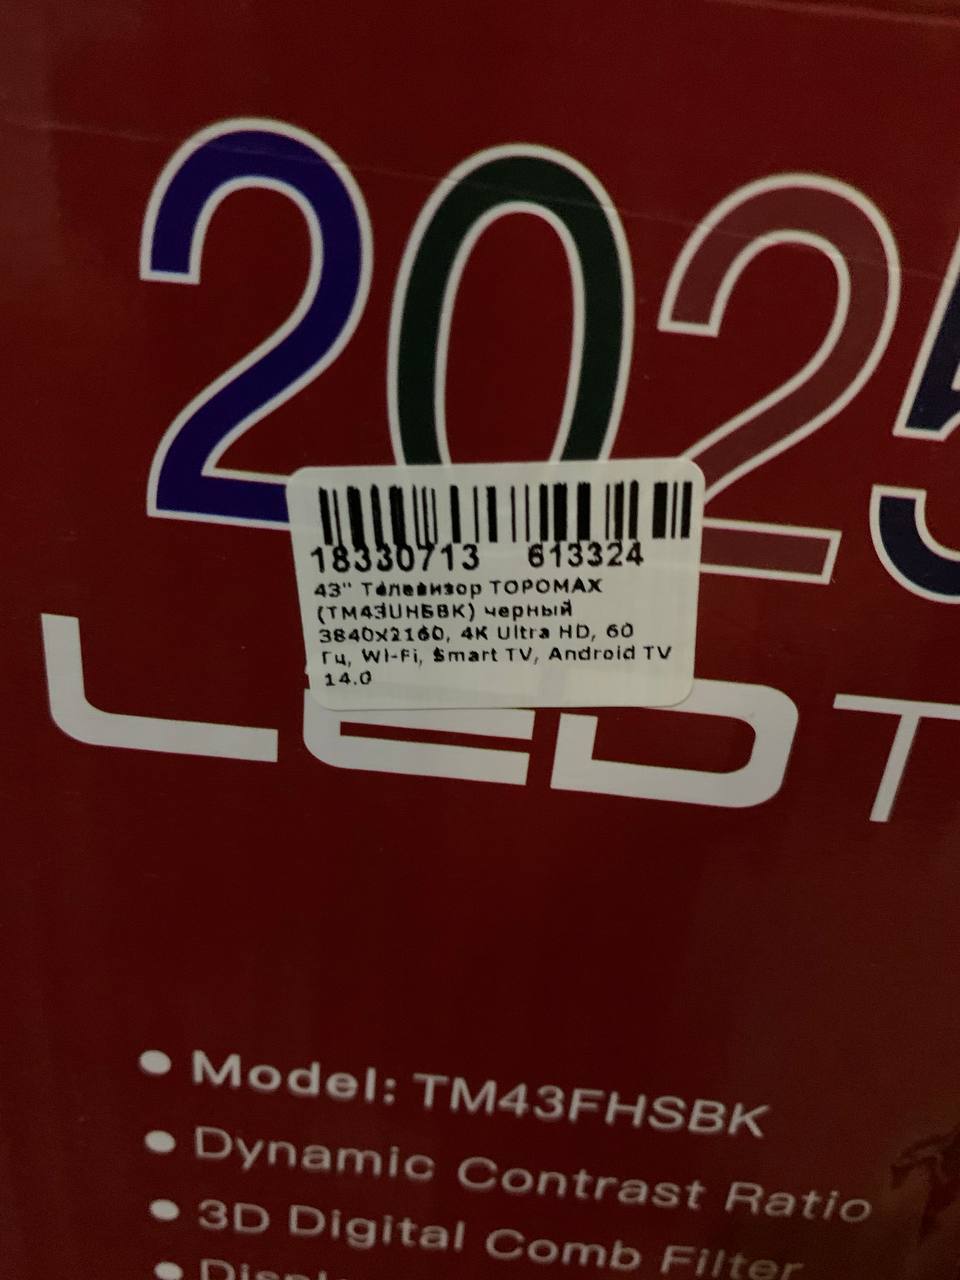 2025
18330713 613324
43" Телевизор TOPOMAX
(TM43UHSBK) черный
3840x2160, 4K Ultra HD, 60
Гц, Wi-Fi, Smart TV, Android TV
14.0
LED T
Model: TM43FHSBK
Dynamic Contrast Ratio
3D Digital Comb Filter